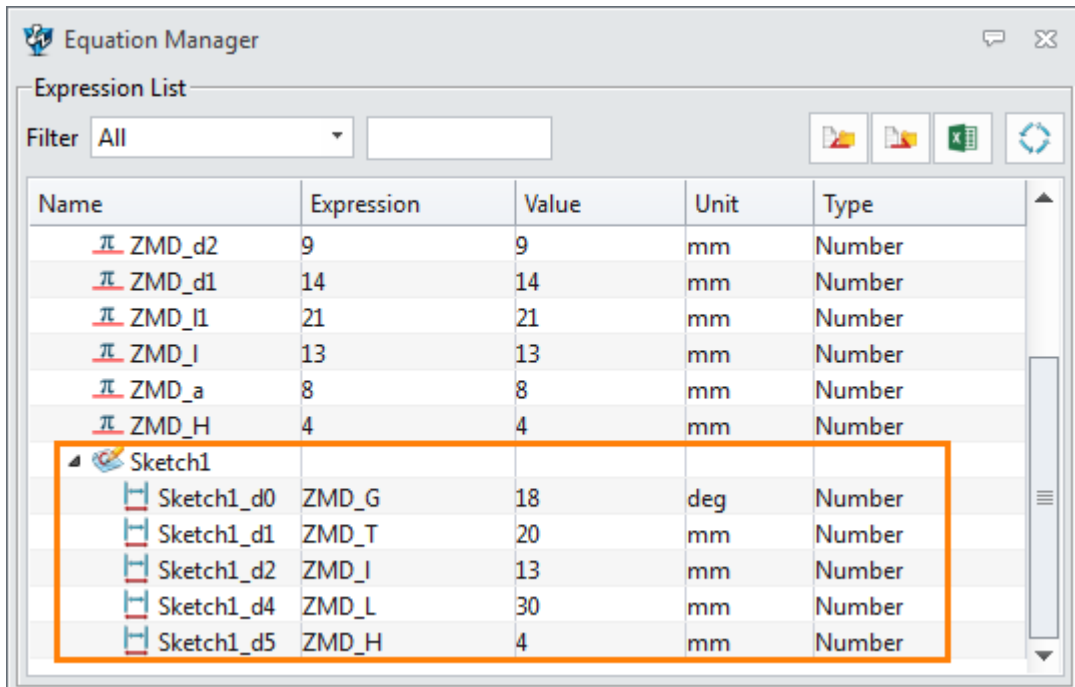 Equation Manager
Expression List
Filter All
Name Expression Value Unit Type
ZMD_d2 9 9 mm Number
ZMD_d1 14 14 mm Number
ZMD_l1 21 21 mm Number
ZMD_l 13 13 mm Number
ZMD_a 8 8 mm Number
ZMD_H 4 4 mm Number
Sketch1
Sketch1_d0 ZMD_G 18 deg Number
Sketch1_d1 ZMD_T 20 mm Number
Sketch1_d2 ZMD_l 13 mm Number
Sketch1_d4 ZMD_L 30 mm Number
Sketch1_d5 ZMD_H 4 mm Number